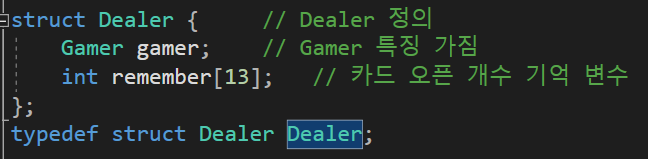 struct Dealer { // Dealer 정의
Gamer gamer; // Gamer 특징 가짐
int remember[13]; // 카드 오픈 개수 기억 변수
};
typedef struct Dealer Dealer;